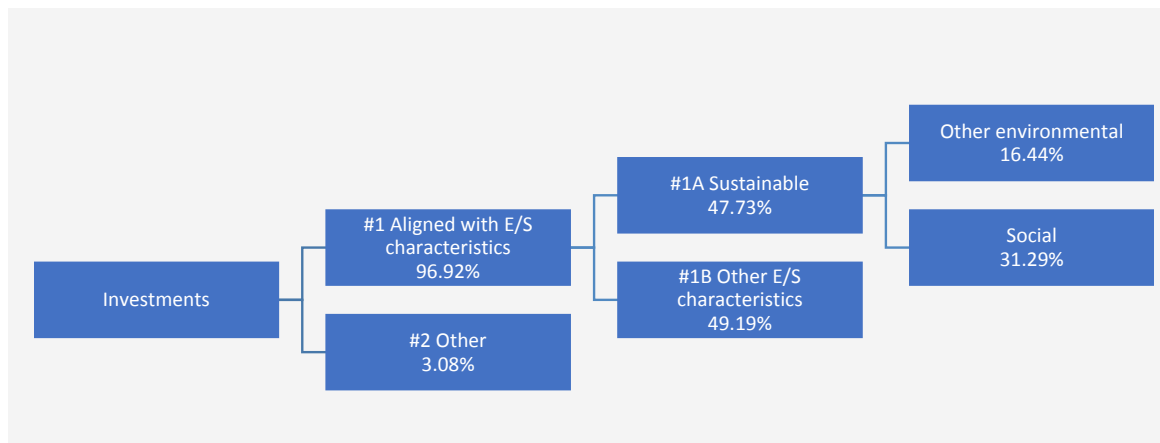 Investments
#1 Aligned with E/S
characteristics
96.92%
#2 Other
3.08%
#1A Sustainable
47.73%
#1B Other E/S
characteristics
49.19%
Other environmental
16.44%
Social
31.29%